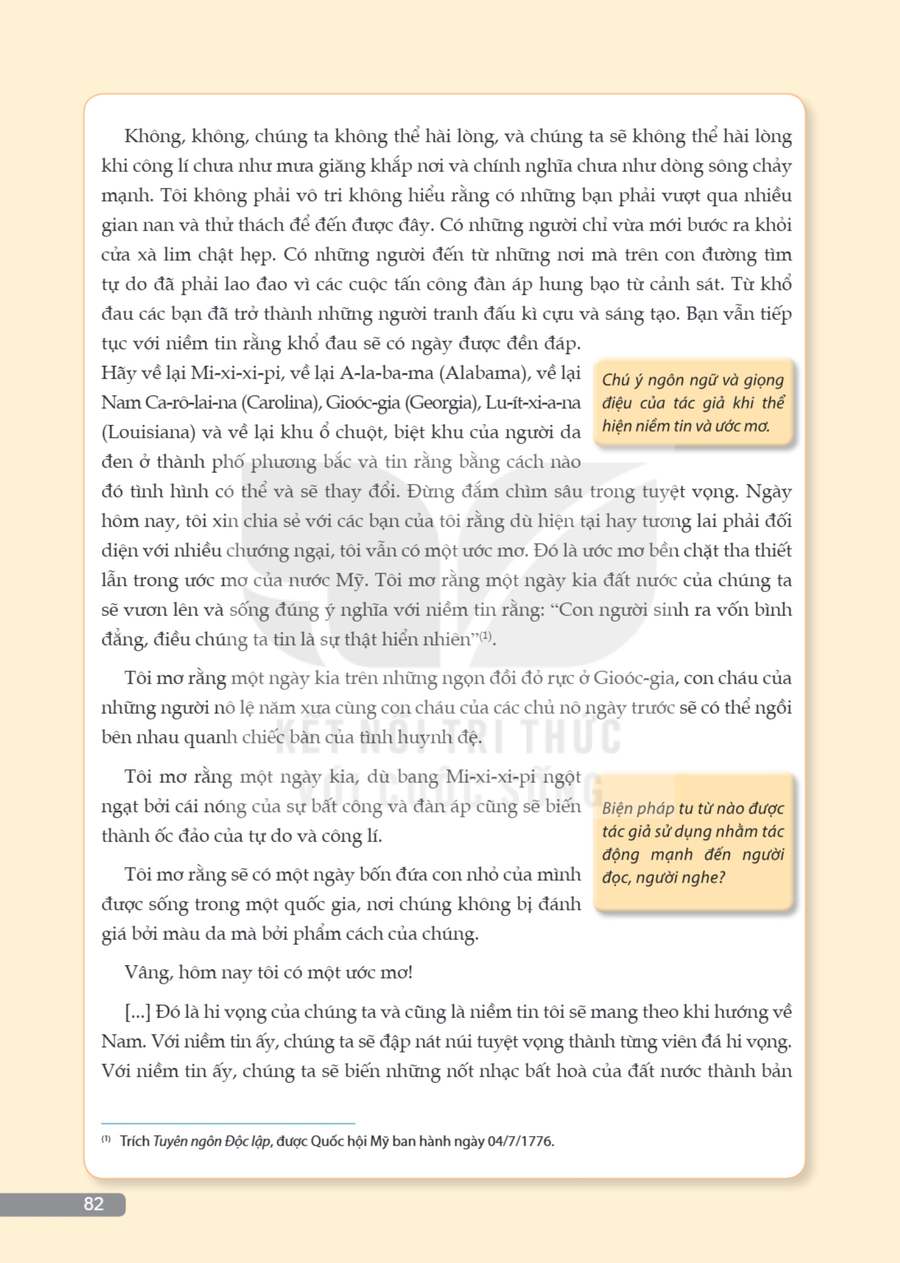 Không, không, chúng ta không thể hài lòng, và chúng ta sẽ không thể hài lòng
khi công lí chưa như mưa giăng khắp nơi và chính nghĩa chưa như dòng sông chảy
mạnh. Tôi không phải vô tri không hiểu rằng có những bạn phải vượt qua nhiều
gian nan và thử thách để đến được đây. Có những người chỉ vừa mới bước ra khỏi
cửa xà lim chật hẹp. Có những người đến từ những nơi mà trên con đường tìm
tự do đã phải lao đao vì các cuộc tấn công đàn áp hung bạo từ cảnh sát. Từ khổ
đau các bạn đã trở thành những người tranh đấu kì cựu và sáng tạo. Bạn vẫn tiếp
tục với niềm tin rằng khổ đau sẽ có ngày được đền đáp.
Hãy về lại Mi-xi-xi-pi, về lại A-la-ba-ma (Alabama), về lại
Nam Ca-rô-lai-na (Carolina), Gioóc-gia (Georgia), Lu-ít-xi-a-na
(Louisiana) và về lại khu ổ chuột, biệt khu của người da
đen ở thành phố phương bắc và tin rằng bằng cách nào
đó tình hình có thể và sẽ thay đổi. Đừng đắm chìm sâu trong tuyệt vọng. Ngày
hôm nay, tôi xin chia sẻ với các bạn của tôi rằng dù hiện tại hay tương lai phải đối
diện với nhiều chướng ngại, tôi vẫn có một ước mơ. Đó là ước mơ bền chặt tha thiết
lẫn trong ước mơ của nước Mỹ. Tôi mơ rằng một ngày kia đất nước của chúng ta
sẽ vươn lên và sống đúng ý nghĩa với niềm tin rằng: “Con người sinh ra vốn bình
đẳng, điều chúng ta tin là sự thật hiển nhiên”(1).
Chú ý ngôn ngữ và giọng
điệu của tác giả khi thể
hiện niềm tin và ước mơ.
Tôi mơ rằng một ngày kia trên những ngọn đồi đỏ rực ở Gioóc-gia, con cháu của
những người nô lệ năm xưa cùng con cháu của các chủ nô ngày trước sẽ có thể ngồi
bên nhau quanh chiếc bàn của tình huynh đệ.
KẾT NỐI TRI THỨC
VỚI CUỘC SỐNG
Tôi mơ rằng một ngày kia, dù bang Mi-xi-xi-pi ngột
ngạt bởi cái nóng của sự bất công và đàn áp cũng sẽ biến
thành ốc đảo của tự do và công lí.
Tôi mơ rằng sẽ có một ngày bốn đứa con nhỏ của mình
được sống trong một quốc gia, nơi chúng không bị đánh
giá bởi màu da mà bởi phẩm cách của chúng.
Biện pháp tu từ nào được
tác giả sử dụng nhằm tác
động mạnh đến người
đọc, người nghe?
Vâng, hôm nay tôi có một ước mơ!
[...] Đó là hi vọng của chúng ta và cũng là niềm tin tôi sẽ mang theo khi hướng về
Nam. Với niềm tin ấy, chúng ta sẽ đập nát núi tuyệt vọng thành từng viên đá hi vọng.
Với niềm tin ấy, chúng ta sẽ biến những nốt nhạc bất hoà của đất nước thành bản
(1) Trích Tuyên ngôn Độc lập, được Quốc hội Mỹ ban hành ngày 04/7/1776.
82